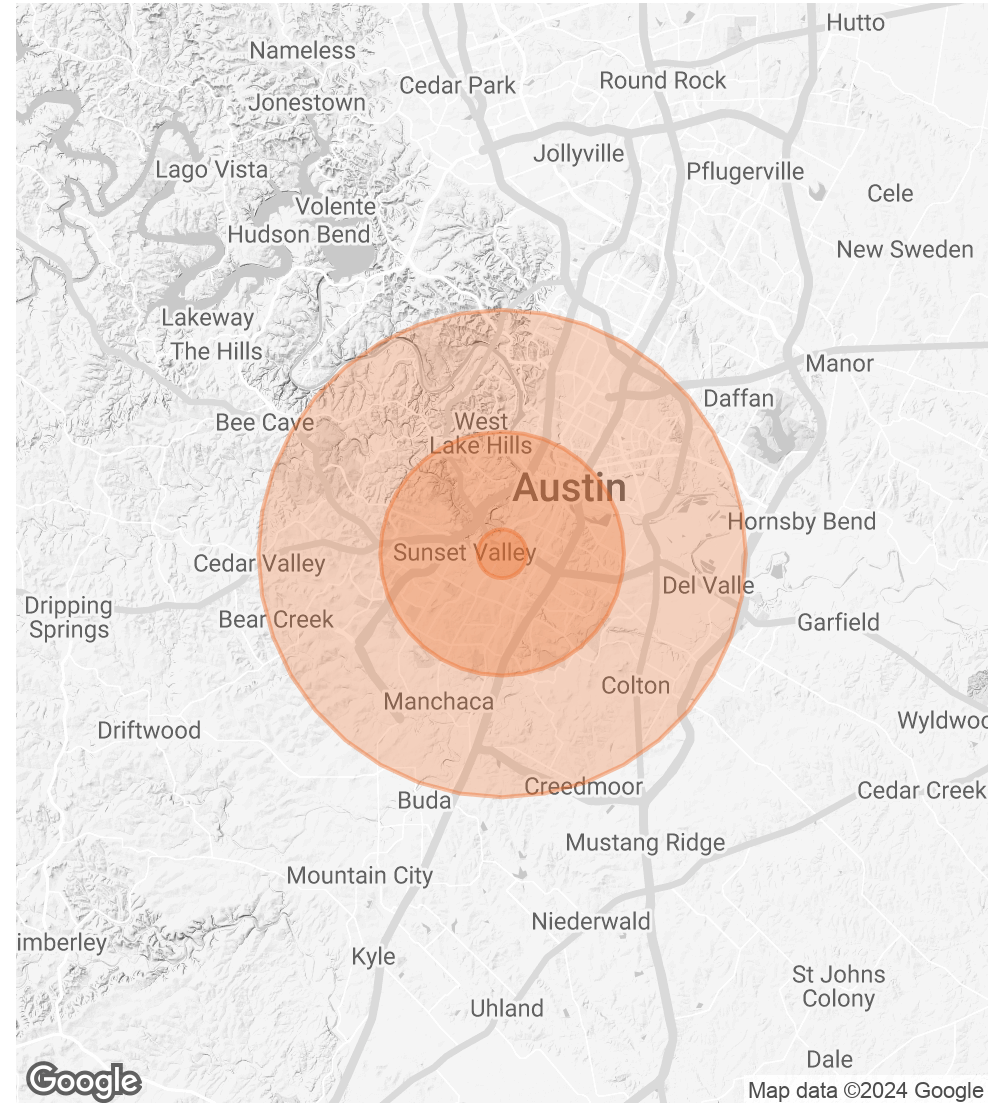 Hutto
Nameless
Cedar Park
Round Rock
Jonestown
Jollyville
Lago Vista
Pflugerville
Cele
Volente
Hudson Bend
New Sweden
Lakeway
The Hills
Manor
Daffan
Bee Cave
West
Lake Hills
Austin
Hornsby Bend
Sunset Valley
Cedar Valley
Del Valle
Dripping
Springs
Bear Creek
Garfield
Colton
Manchaca
Wyldwoo
Driftwood
Creedmoor
Cedar Creek
Buda
Mustang Ridge
Mountain City
Niederwald
imberley
Kyle
St Johns
Colony
Uhland
Dale
Google
Map data ©2024 Google